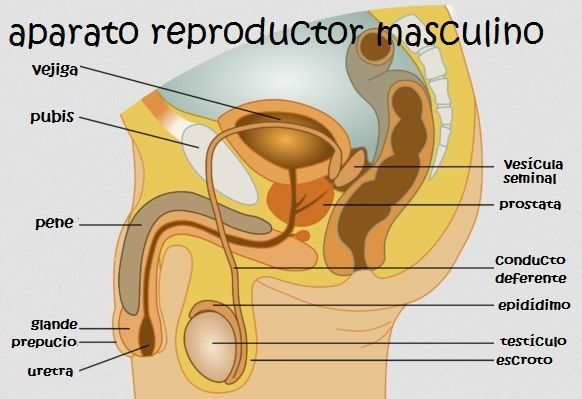 aparato reproductor masculino
vejiga
pubis
pene
glande
prepucio
uretra
vesícula
seminal
prostata
conducto
deferente
epidídimo
testículo
escroto